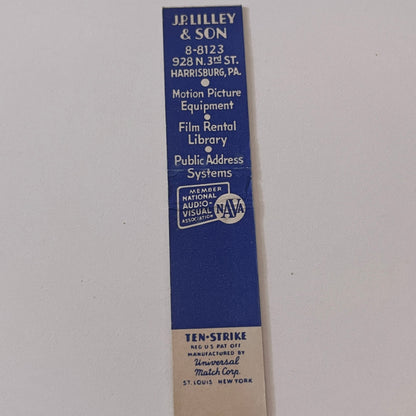 J.P. LILLEY
& SON
8-8123
928 N. 3rd ST.
HARRISBURG, PA.
Motion Picture
Equipment
Film Rental
Library
Public Address
Systems
MEMBER
NATIONAL
AUDIO-
VISUAL
ASSOCIATION
NAVA
TEN-STRIKE
REG U S PAT OFF
MANUFACTURED BY
Universal
Match Corp.
ST. LOUIS NEW YORK